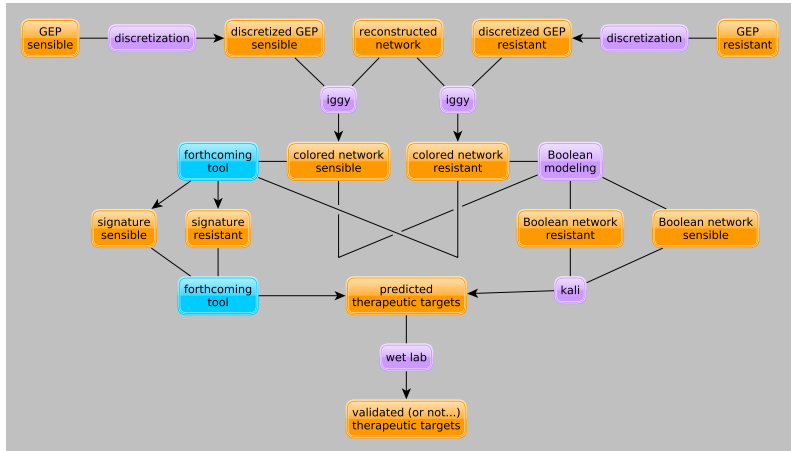 GEP
sensible
discretization
discretized GEP
sensible
reconstructed
network
discretized GEP
resistant
discretization
GEP
resistant
iggy
iggy
forthcoming
tool
colored network
sensible
colored network
resistant
Boolean
modeling
signature
sensible
signature
resistant
Boolean network
resistant
Boolean network
sensible
forthcoming
tool
predicted
therapeutic targets
kali
wet lab
validated (or not...)
therapeutic targets